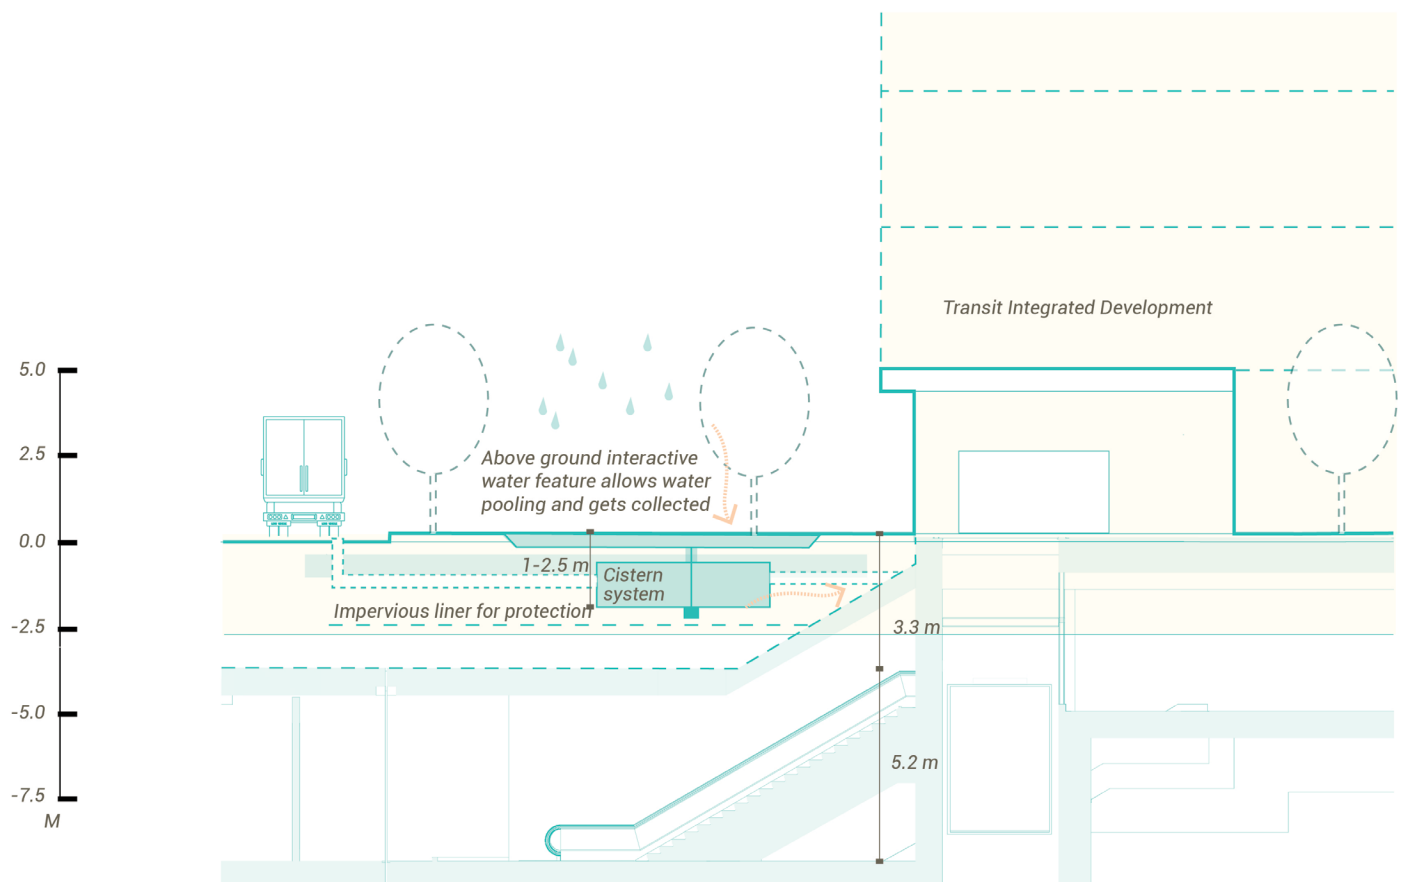 Transit Integrated Development
5.0
2.5
0.0
-2.5
-5.0
-7.5
M
Above ground interactive
water feature allows water
pooling and gets collected
1-2.5 m
Cistern
system
Impervious liner for protection
3.3 m
5.2 m